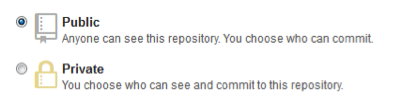 Public
Anyone can see this repository. You choose who can commit.
Private
You choose who can see and commit to this repository.